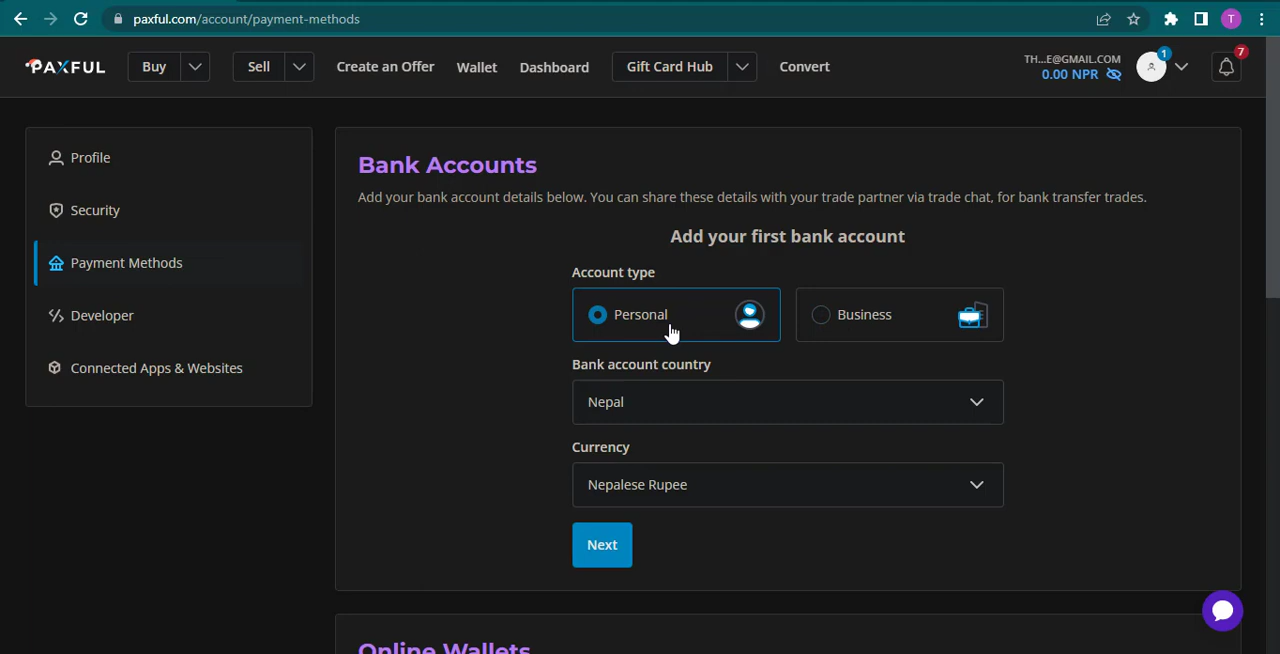 paxful.com/account/payment-methods
T
PAXFUL
Buy
Sell
Create an Offer
Wallet
Dashboard
Gift Card Hub
Convert
TH...E@GMAIL.COM
0.00 NPR
1
7
Profile
Security
Payment Methods
Developer
Connected Apps & Websites
Bank Accounts
Add your bank account details below. You can share these details with your trade partner via trade chat, for bank transfer trades.
Add your first bank account
Account type
Personal
Business
Bank account country
Nepal
Currency
Nepalese Rupee
Next
Online Wallets